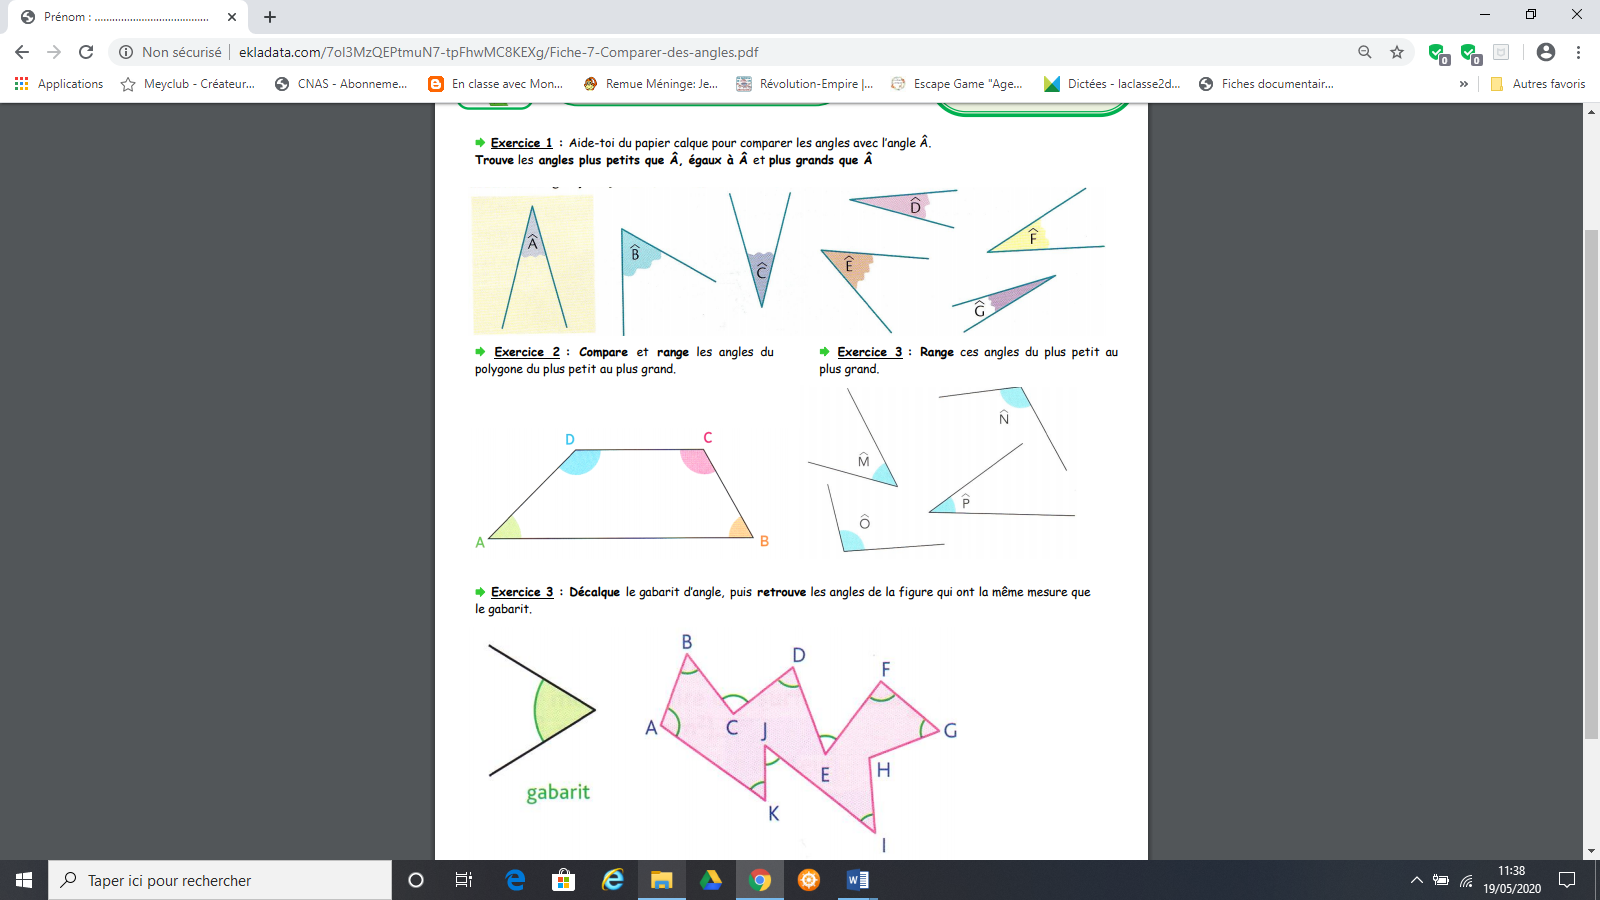 Prénom : ......................................
Non sécurisé | ekladata.com/7ol3MzQEPtmuN7-tpFhwMC8KEXg/Fiche-7-Comparer-des-angles.pdf
Applications
Meyclub - Créateur...
CNAS - Abonneme...
En classe avec Mon...
Remue Méninge: Je...
Révolution-Empire |...
Escape Game "Age...
Dictées - laclasse2d...
Fiches documentair...
»
Autres favoris
0
0
Exercice 1 : Aide-toi du papier calque pour comparer les angles avec l'angle Â.
Trouve les angles plus petits que Â, égaux à Â et plus grands que Â
Â
B̂
Ĉ
D̂
Ê
F̂
Ĝ
Exercice 2 : Compare et range les angles du
polygone du plus petit au plus grand.
D
C
A
B
Exercice 3 : Range ces angles du plus petit au
plus grand.
N̂
M̂
P̂
Ô
Exercice 3 : Décalque le gabarit d'angle, puis retrouve les angles de la figure qui ont la même mesure que
le gabarit.
gabarit
B
D
F
A
C
J
G
E
H
K
I
Taper ici pour rechercher
11:38
19/05/2020